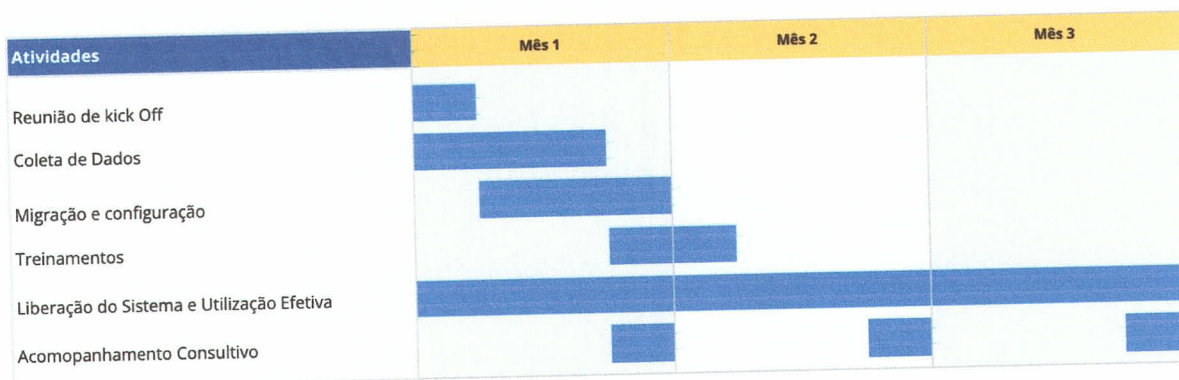 Atividades Mês 1 Mês 2 Mês 3
Reunião de kick Off
Coleta de Dados
Migração e configuração
Treinamentos
Liberação do Sistema e Utilização Efetiva
Acomopanhamento Consultivo